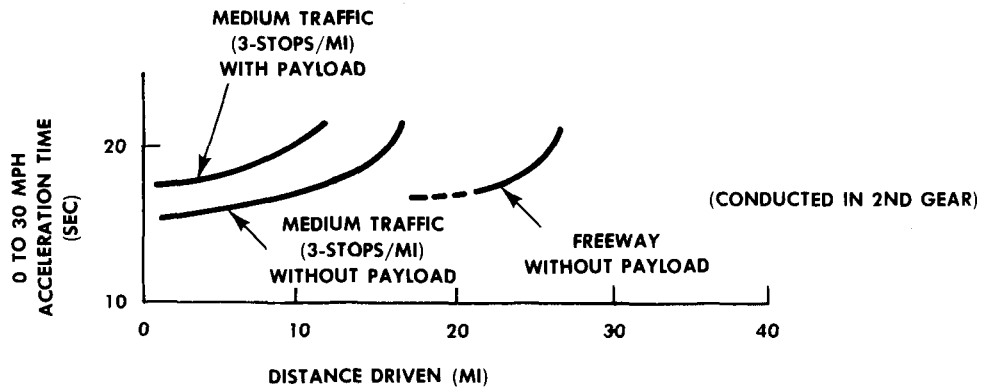 MEDIUM TRAFFIC
(3-STOPS/MI)
WITH PAYLOAD
0 TO 30 MPH
ACCELERATION TIME
(SEC)
20
10
MEDIUM TRAFFIC
(3-STOPS/MI)
WITHOUT PAYLOAD
FREEWAY
WITHOUT PAYLOAD
(CONDUCTED IN 2ND GEAR)
0 10 20 30 40
DISTANCE DRIVEN (MI)